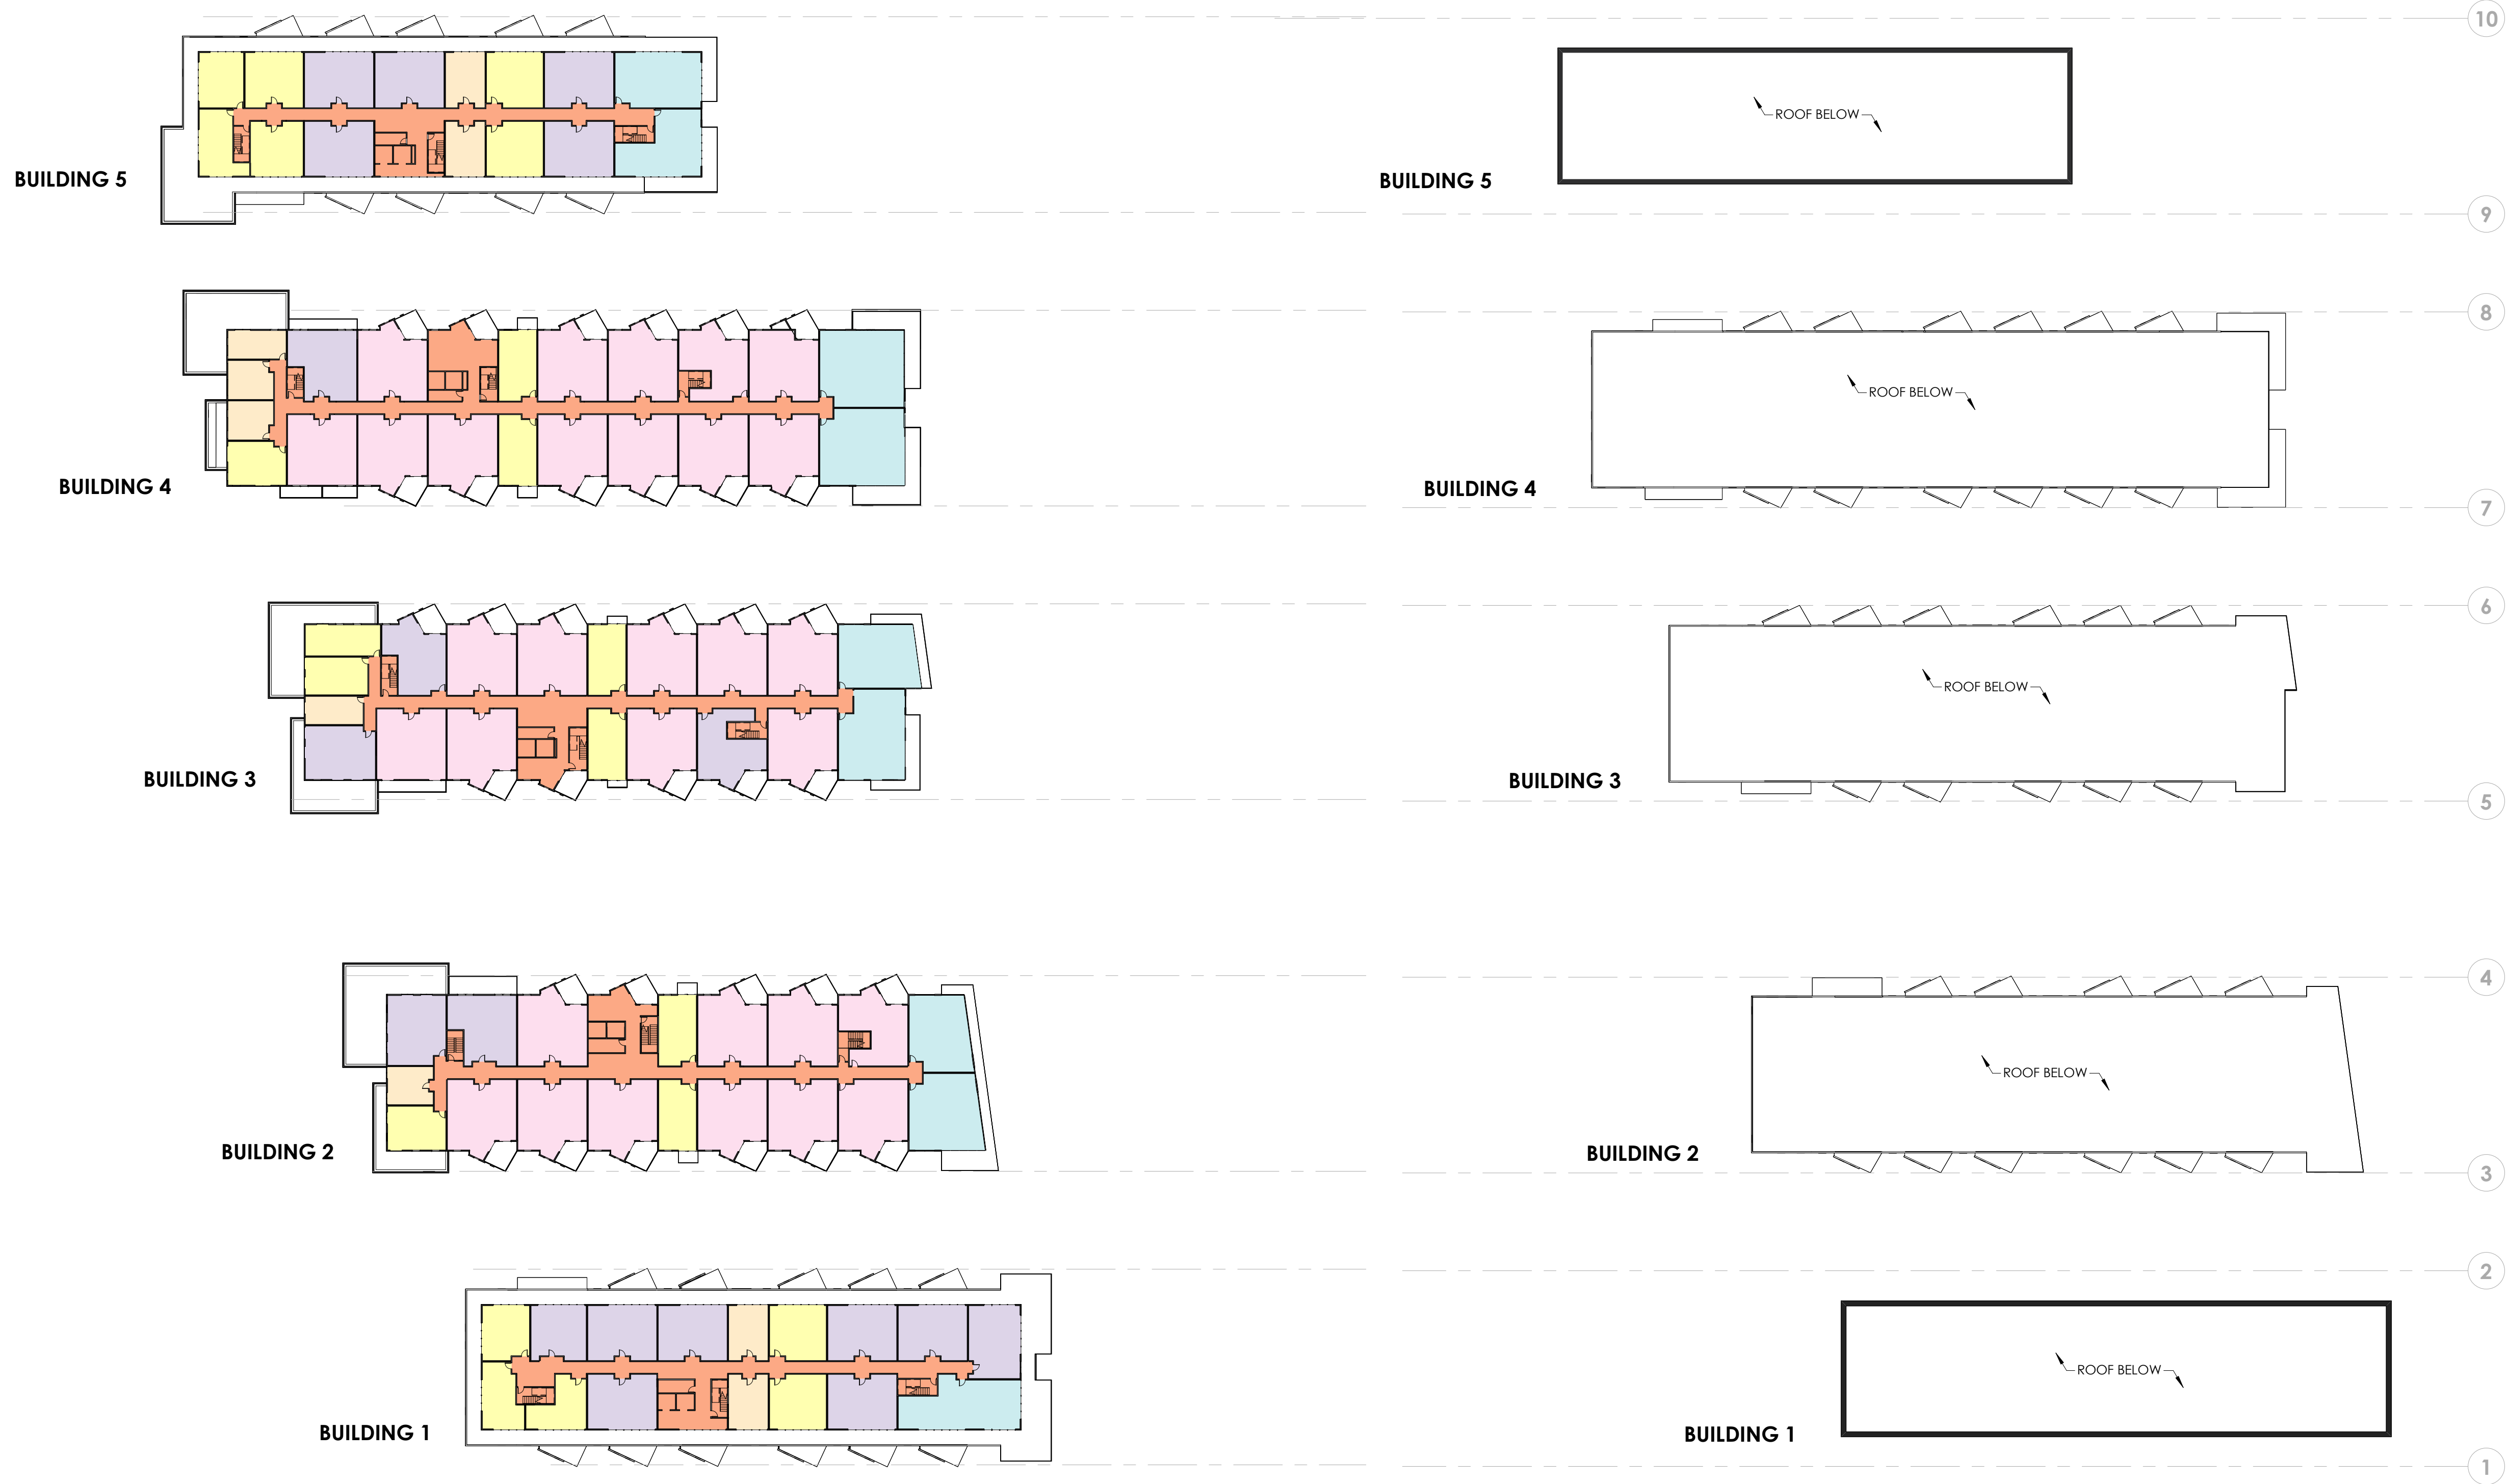 10
ROOF BELOW
BUILDING 5
BUILDING 5
9
8
ROOF BELOW
BUILDING 4
BUILDING 4
7
6
ROOF BELOW
BUILDING 3
BUILDING 3
5
4
ROOF BELOW
BUILDING 2
BUILDING 2
3
2
ROOF BELOW
BUILDING 1
BUILDING 1
1